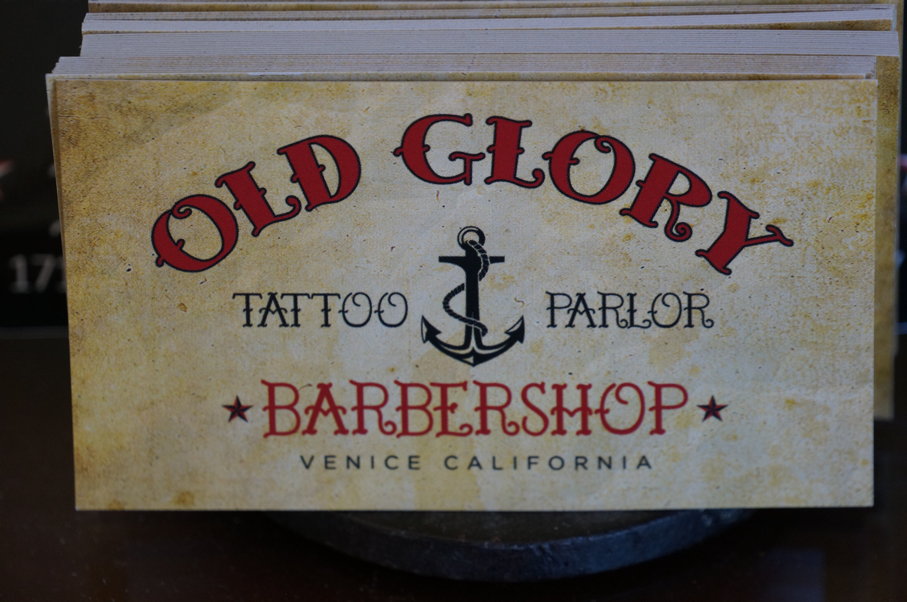 OLD GLORY
TATTOO PARLOR
BARBERSHOP
VENICE CALIFORNIA